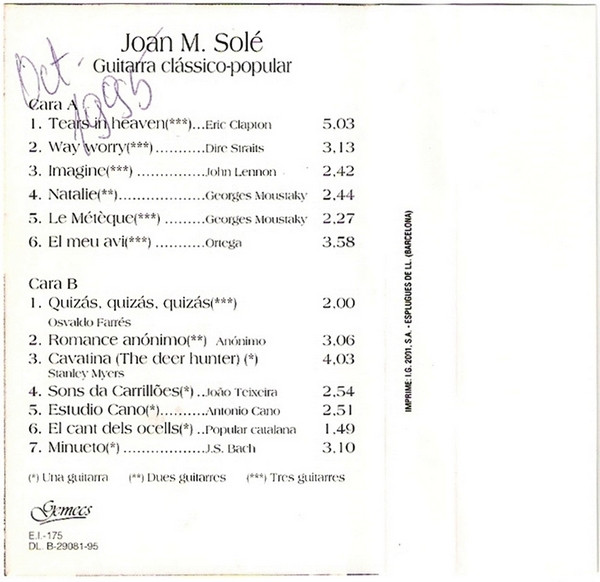 Joan M. Solé
Guitarra clássico-popular
Oct-
1995
Cara A
1. Tears in heaven(***)...Eric Clapton 5.03
2. Way worry(***) ..........Dire Straits 3,13
3. Imagine(***) .............John Lennon 2,42
4. Natalie(**)..................Georges Moustaky 2,44
5. Le Métèque(***) ........Georges Moustaky 2.27
6. El meu avi(***) ..........Ortega 3.58
Cara B
1. Quizás, quizás, quizás(***) 2.00
Osvaldo Farrés
2. Romance anónimo(**) Anónimo 3.06
3. Cavatina (The deer hunter) (*) 4,03
Stanley Myers
4. Sons da Carrillões(*) ..João Teixeira 2,54
5. Estudio Cano(*)..........Antonio Cano 2,51
6. El cant dels ocells(*) ..Popular catalana 1.49
7. Minueto(*) ...................J.S. Bach 3.10
(*) Una guitarra (**) Dues guitarres (***) Tres guitarres
Gemecs
E.I.-175
DL. B-29081-95
IMPRIME: I.G. 2001, S.A. - ESPLUGUES DE LL. (BARCELONA)